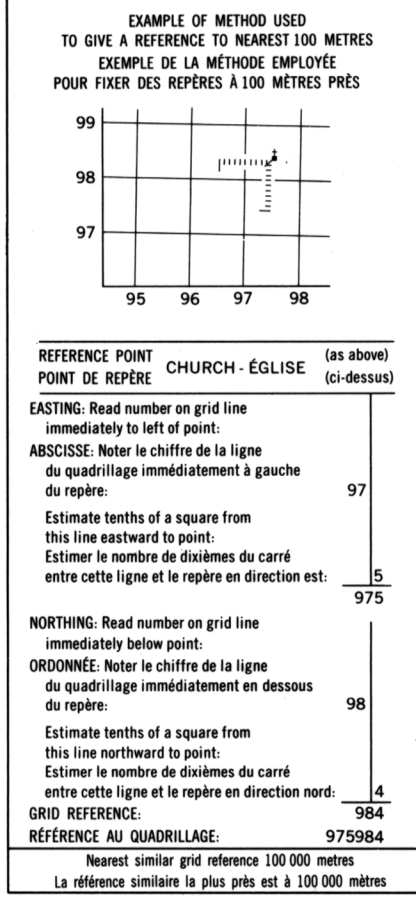 EXAMPLE OF METHOD USED
TO GIVE A REFERENCE TO NEAREST 100 METRES
EXEMPLE DE LA MÉTHODE EMPLOYÉE
POUR FIXER DES REPÈRES À 100 MÈTRES PRÈS
99
98
97
95 96 97 98
REFERENCE POINT
POINT DE REPÈRE
CHURCH - ÉGLISE
(as above)
(ci-dessus)
EASTING: Read number on grid line
immediately to left of point:
ABSCISSE: Noter le chiffre de la ligne
du quadrillage immédiatement à gauche
du repère: 97
Estimate tenths of a square from
this line eastward to point:
Estimer le nombre de dixièmes du carré
entre cette ligne et le repère en direction est: 5
975
NORTHING: Read number on grid line
immediately below point:
ORDONNÉE: Noter le chiffre de la ligne
du quadrillage immédiatement en dessous
du repère: 98
Estimate tenths of a square from
this line northward to point:
Estimer le nombre de dixièmes du carré
entre cette ligne et le repère en direction nord: 4
GRID REFERENCE: 984
RÉFÉRENCE AU QUADRILLAGE: 975984
Nearest similar grid reference 100 000 metres
La référence similaire la plus près est à 100 000 mètres